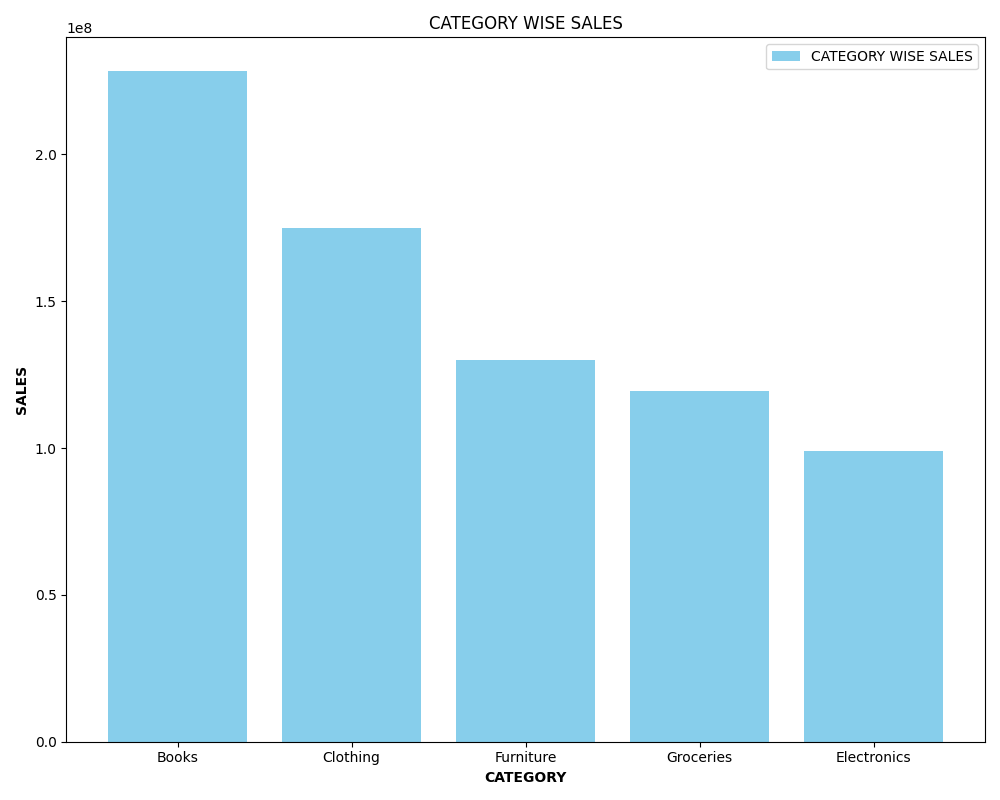 CATEGORY WISE SALES
1e8
CATEGORY WISE SALES
2.0
1.5
1.0
0.5
0.0
SALES
Books Clothing Furniture Groceries Electronics
CATEGORY